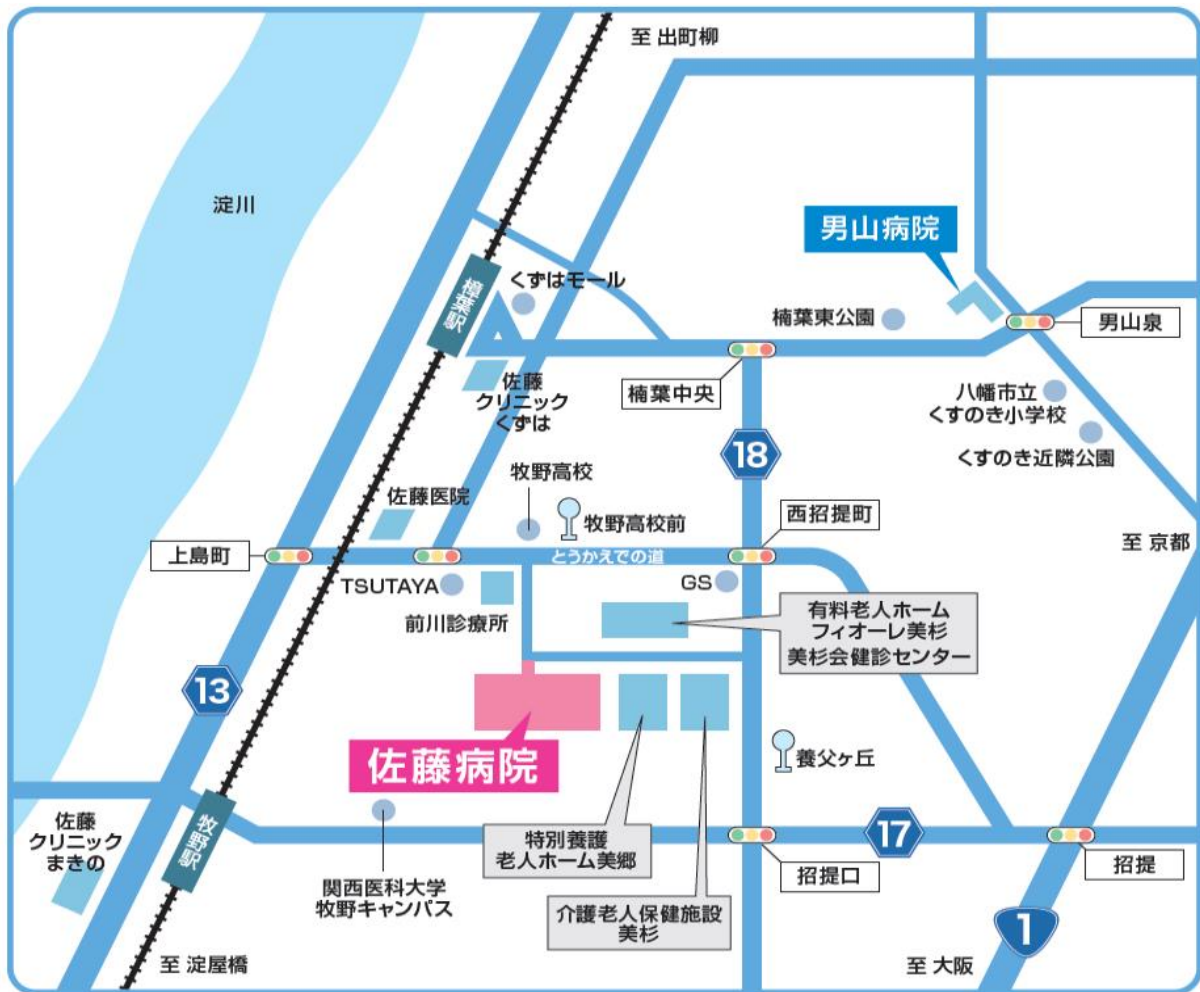 至 出町柳
淀川
男山病院
樟葉駅
くずはモール
楠葉東公園
男山泉
佐藤
クリニック
くずは
楠葉中央
八幡市立
くすのき小学校
くすのき近隣公園
18
牧野高校
佐藤医院
牧野高校前
西招提町
上島町
とうかえでの道
至 京都
TSUTAYA
GS
前川診療所
有料老人ホーム
フィオーレ美杉
美杉会健診センター
13
佐藤病院
養父ヶ丘
佐藤
クリニック
まきの
牧野駅
特別養護
老人ホーム美郷
17
招提口
招提
関西医科大学
牧野キャンパス
介護老人保健施設
美杉
1
至 淀屋橋
至 大阪